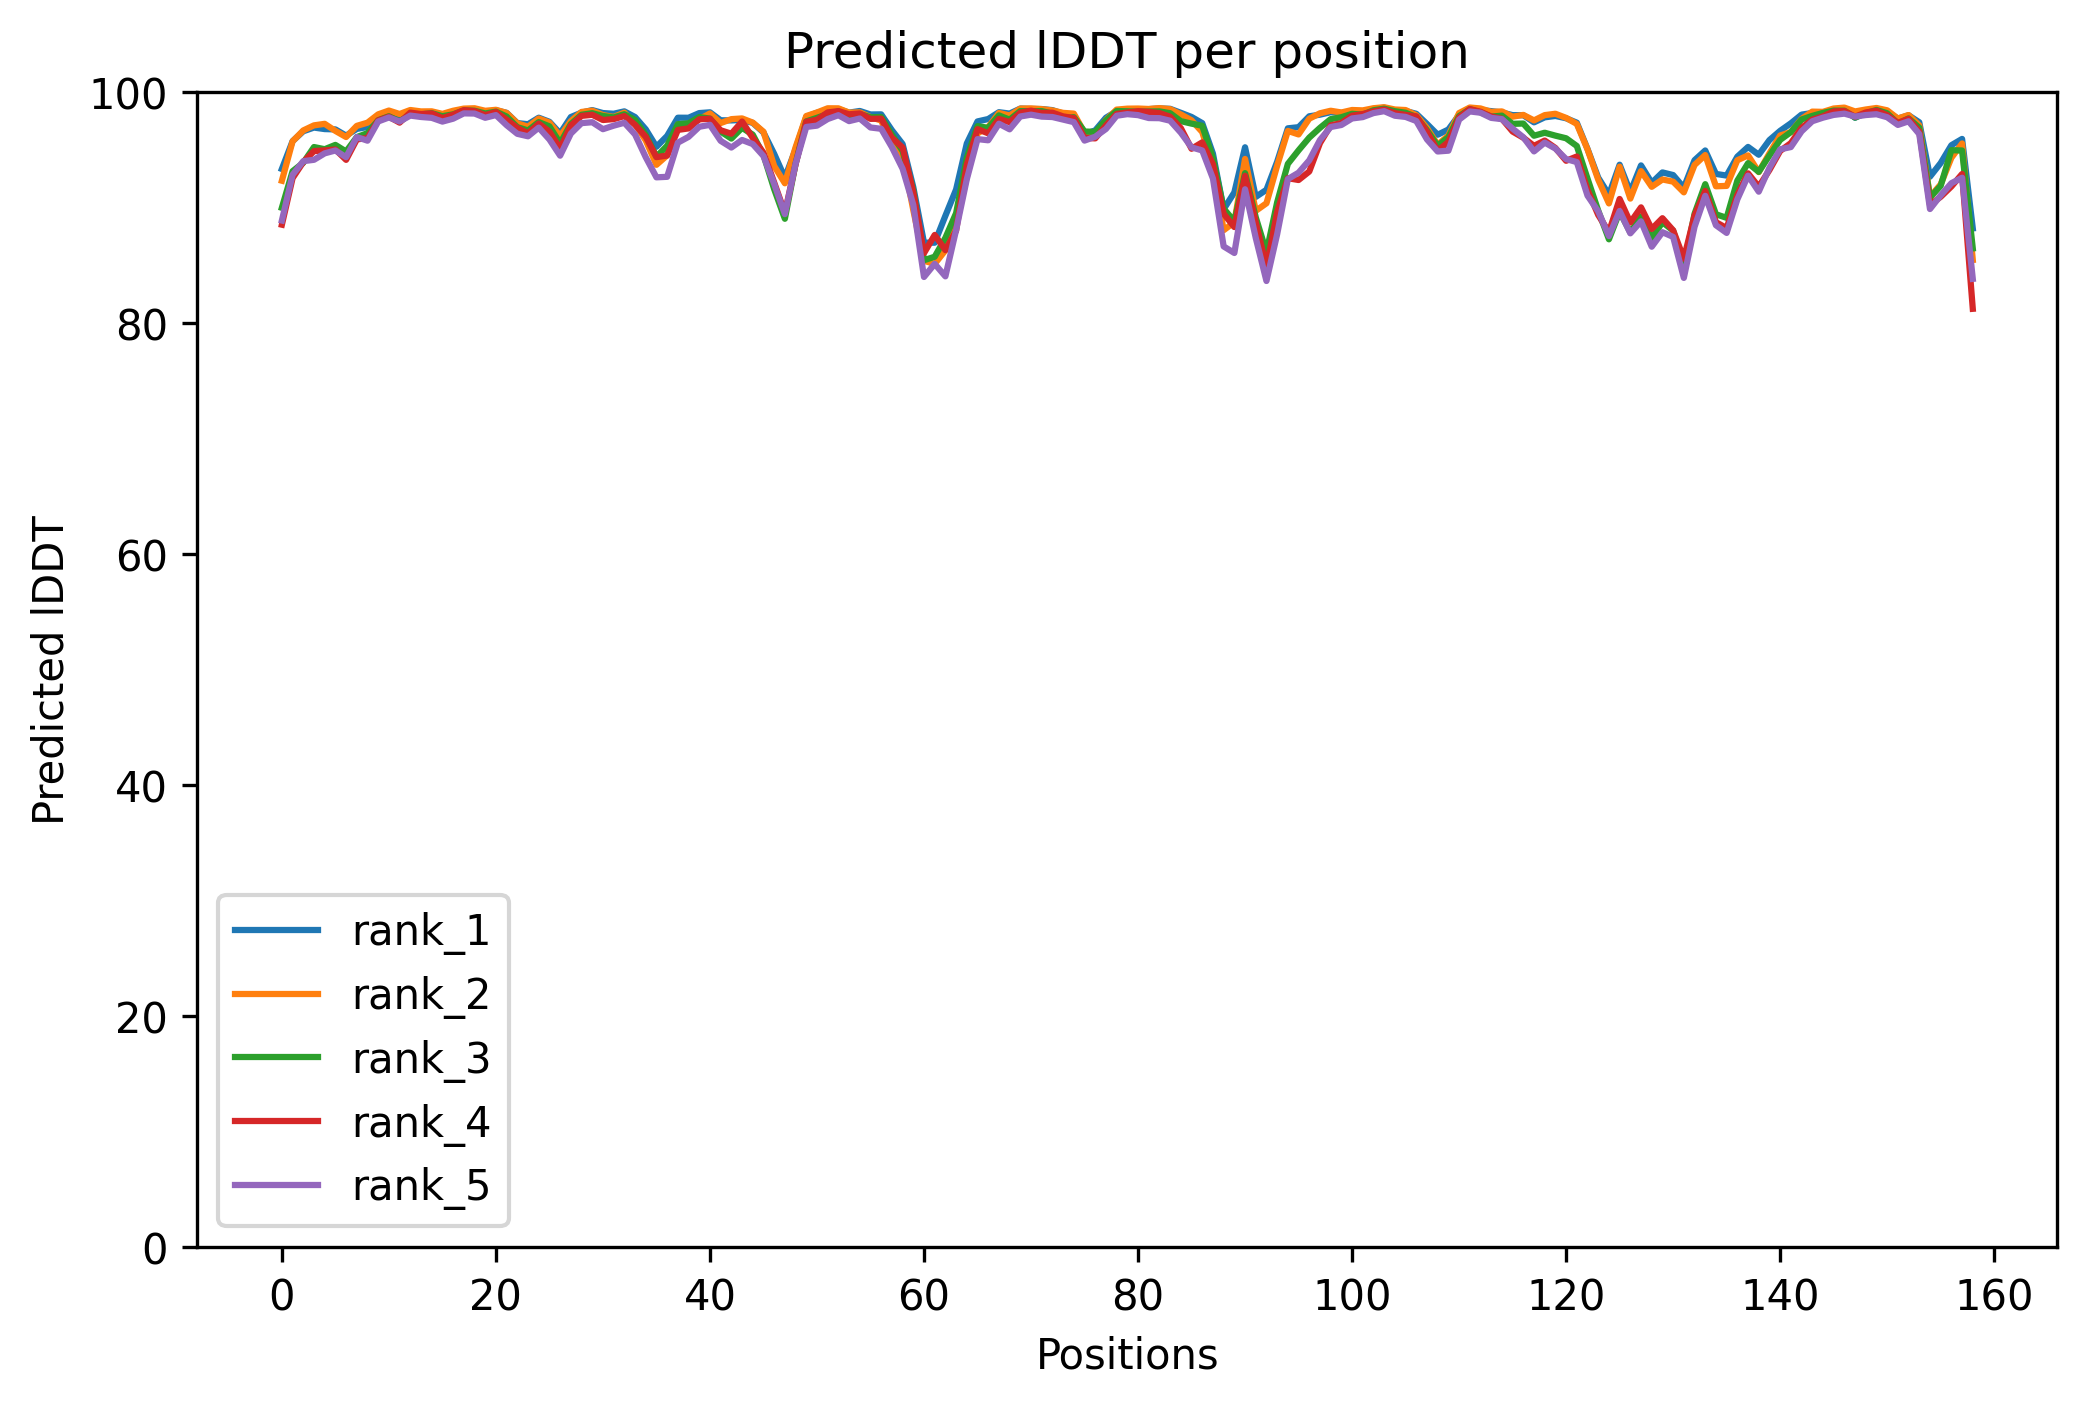 Predicted lDDT per position
100
80
60
40
20
0
Predicted lDDT
rank_1
rank_2
rank_3
rank_4
rank_5
0 20 40 60 80 100 120 140 160
Positions